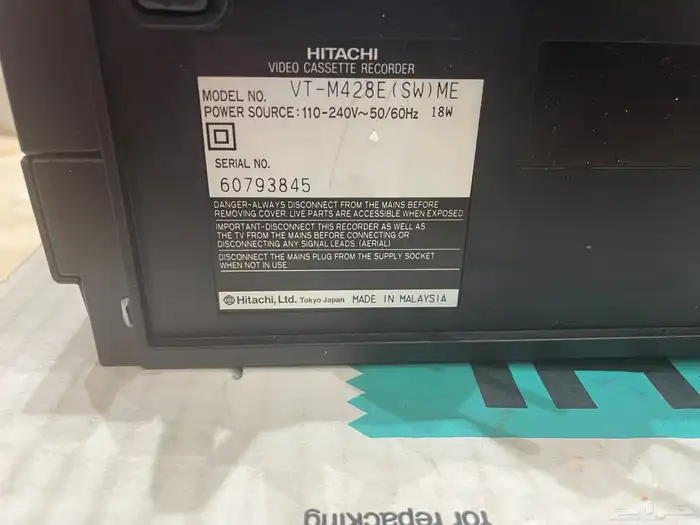 HITACHI
VIDEO CASSETTE RECORDER
MODEL NO. VT-M428E(SW)ME
POWER SOURCE: 110-240V~50/60Hz 18W
SERIAL NO.
60793845
DANGER-ALWAYS DISCONNECT FROM THE MAINS BEFORE
REMOVING COVER. LIVE PARTS ARE ACCESSIBLE WHEN EXPOSED.
IMPORTANT-DISCONNECT THIS RECORDER AS WELL AS
THE TV FROM THE MAINS BEFORE CONNECTING OR
DISCONNECTING ANY SIGNAL LEADS. (AERIAL)
DISCONNECT THE MAINS PLUG FROM THE SUPPLY SOCKET
WHEN NOT IN USE.
Hitachi, Ltd. Tokyo Japan MADE IN MALAYSIA
for repacking
حراج